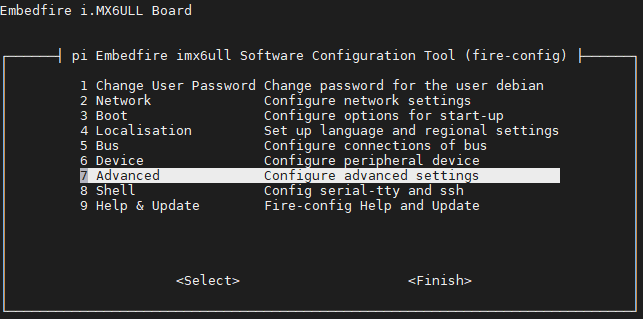 Embedfire i.MX6ULL Board
pi Embedfire imx6ull Software Configuration Tool (fire-config)
1 Change User Password Change password for the user debian
2 Network Configure network settings
3 Boot Configure options for start-up
4 Localisation Set up language and regional settings
5 Bus Configure connections of bus
6 Device Configure peripheral device
7 Advanced Configure advanced settings
8 Shell Config serial-tty and ssh
9 Help & Update Fire-config Help and Update
<Select> <Finish>